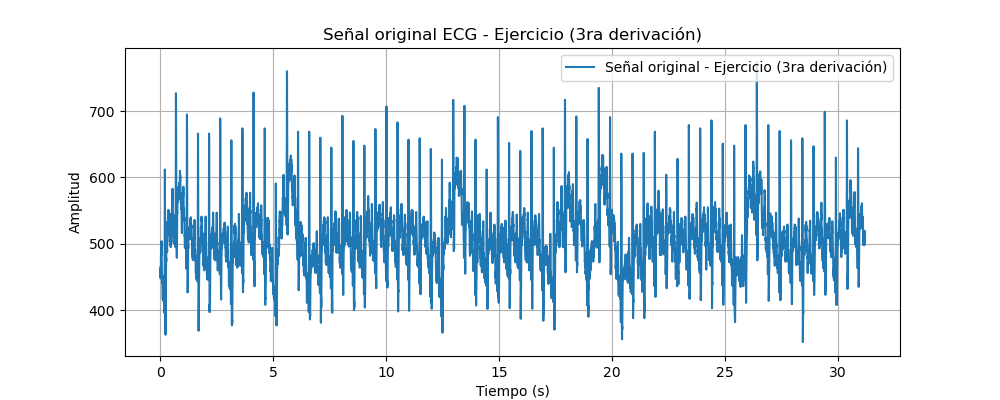 Señal original ECG - Ejercicio (3ra derivación)
Señal original - Ejercicio (3ra derivación)
Amplitud
700
600
500
400
0 5 10 15 20 25 30
Tiempo (s)